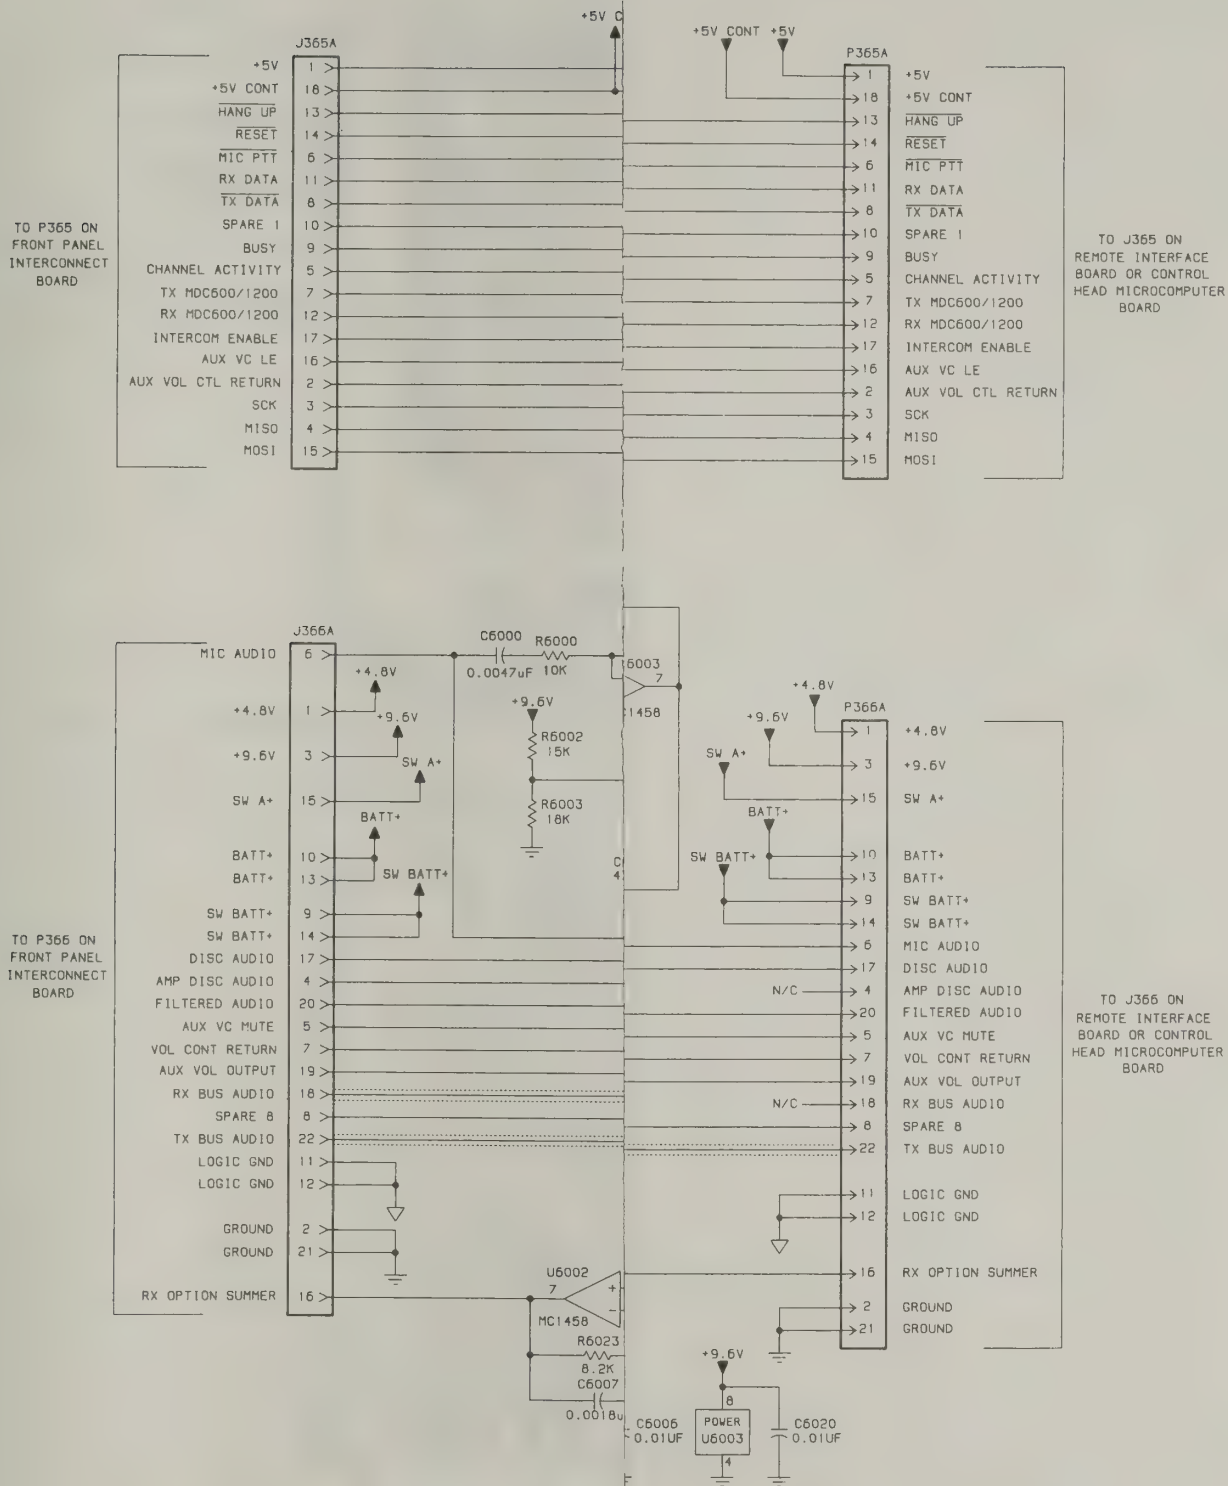 +5V C
+5V CONT +5V
J365A
P365A
+5V 1
+5V CONT 18
HANG UP 13
RESET 14
MIC PTT 6
RX DATA 11
TX DATA 8
SPARE 1 10
BUSY 9
CHANNEL ACTIVITY 5
TX MDC600/1200 7
RX MDC600/1200 12
INTERCOM ENABLE 17
AUX VC LE 16
AUX VOL CTL RETURN 2
SCK 3
MISO 4
MOSI 15
TO P365 ON
FRONT PANEL
INTERCONNECT
BOARD
1 +5V
18 +5V CONT
13 HANG UP
14 RESET
6 MIC PTT
11 RX DATA
8 TX DATA
10 SPARE 1
9 BUSY
5 CHANNEL ACTIVITY
7 TX MDC600/1200
12 RX MDC600/1200
17 INTERCOM ENABLE
16 AUX VC LE
2 AUX VOL CTL RETURN
3 SCK
4 MISO
15 MOSI
TO J365 ON
REMOTE INTERFACE
BOARD OR CONTROL
HEAD MICROCOMPUTER
BOARD
J366A
MIC AUDIO 6
+4.8V 1
+9.6V 3
SW A+ 15
BATT+ 10
BATT+ 13
SW BATT+ 9
SW BATT+ 14
DISC AUDIO 17
AMP DISC AUDIO 4
FILTERED AUDIO 20
AUX VC MUTE 5
VOL CONT RETURN 7
AUX VOL OUTPUT 19
RX BUS AUDIO 18
SPARE 8 8
TX BUS AUDIO 22
LOGIC GND 11
LOGIC GND 12
GROUND 2
GROUND 21
RX OPTION SUMMER 16
TO P366 ON
FRONT PANEL
INTERCONNECT
BOARD
+4.8V
+9.6V
SW A+
BATT+
SW BATT+
C6000
0.0047uF
R6000
10K
+9.6V
R6002
15K
R6003
18K
6003
7
1458
C
4
U6002
7
+
-
MC1458
R6023
8.2K
C6007
0.0018u
C6006
0.01UF
+9.6V
8
POWER
U6003
4
C6020
0.01UF
+4.8V
+9.6V
SW A+
BATT+
SW BATT+
N/C
N/C
P366A
1 +4.8V
3 +9.6V
15 SW A+
10 BATT+
13 BATT+
9 SW BATT+
14 SW BATT+
6 MIC AUDIO
17 DISC AUDIO
4 AMP DISC AUDIO
20 FILTERED AUDIO
5 AUX VC MUTE
7 VOL CONT RETURN
19 AUX VOL OUTPUT
18 RX BUS AUDIO
8 SPARE 8
22 TX BUS AUDIO
11 LOGIC GND
12 LOGIC GND
16 RX OPTION SUMMER
2 GROUND
21 GROUND
TO J366 ON
REMOTE INTERFACE
BOARD OR CONTROL
HEAD MICROCOMPUTER
BOARD